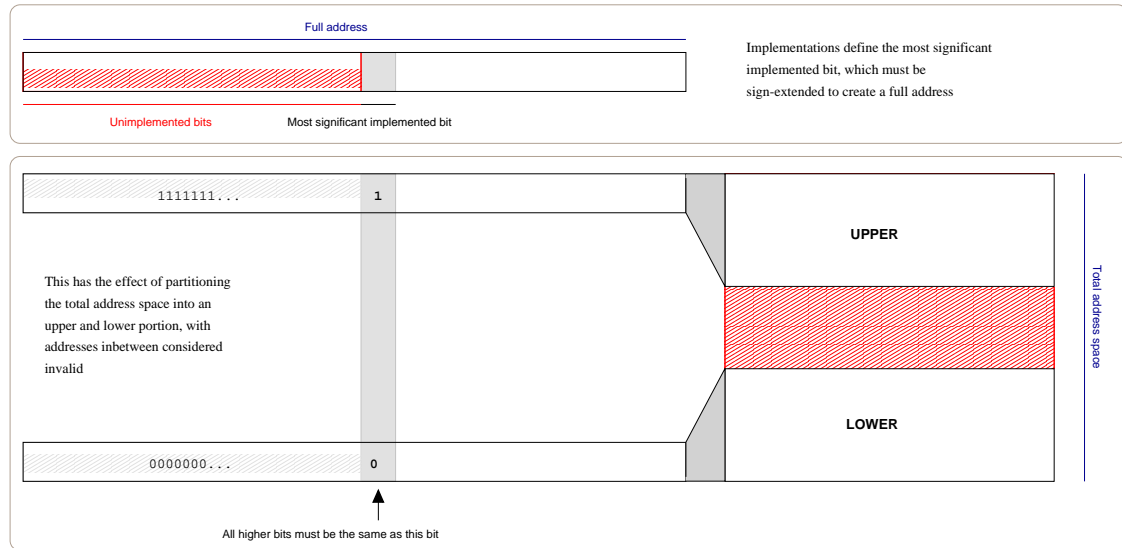 Full address
Implementations define the most significant
implemented bit, which must be
sign-extended to create a full address
Unimplemented bits
Most significant implemented bit
1111111...
1
UPPER
This has the effect of partitioning
the total address space into an
upper and lower portion, with
addresses inbetween considered
invalid
Total address space
LOWER
0000000...
0
All higher bits must be the same as this bit